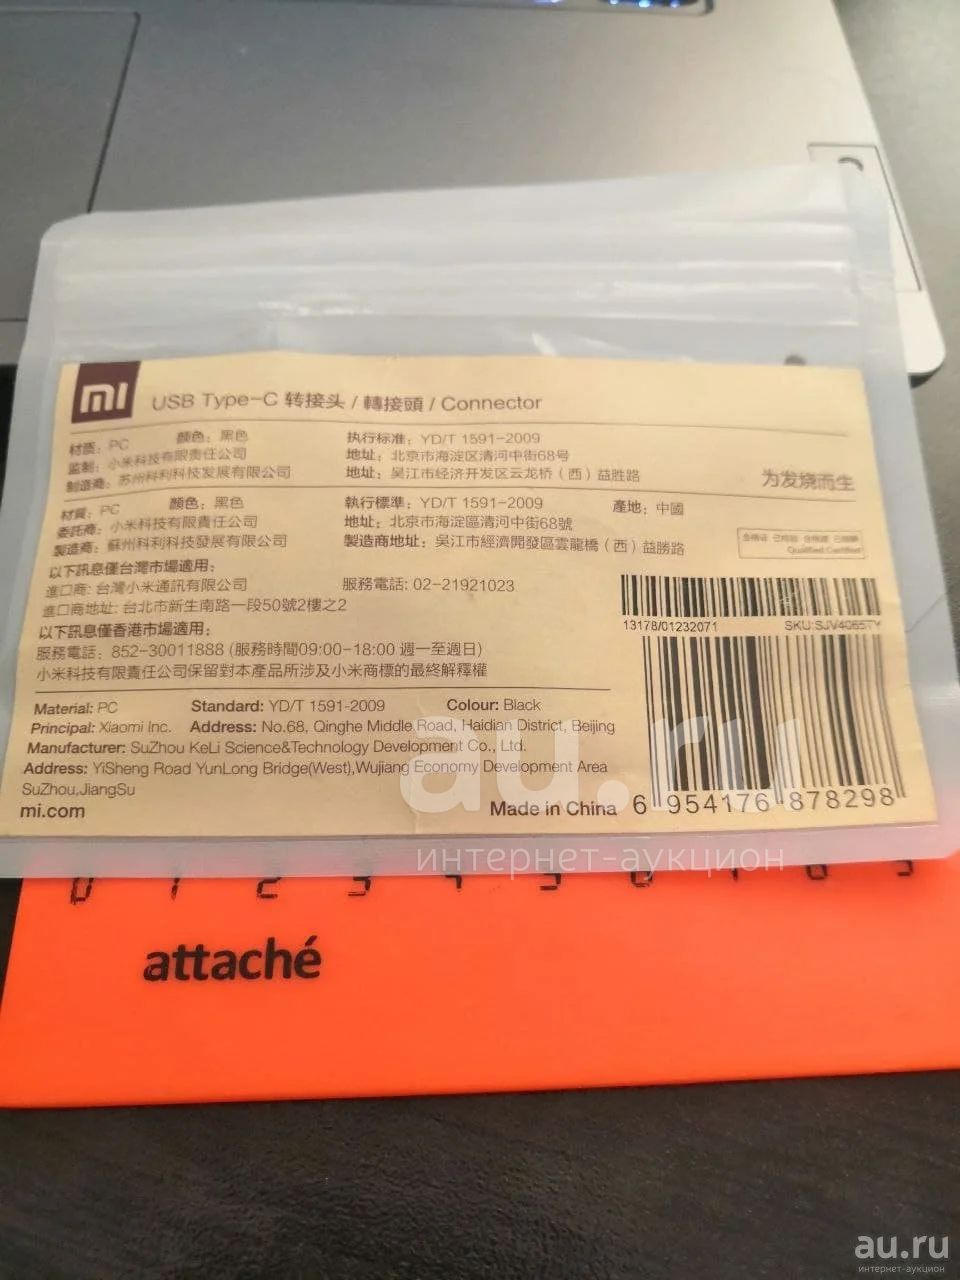 mi USB Type-C 转接头 / 轉接頭 / Connector
材质：PC 颜色：黑色 执行标准：YD/T 1591-2009
监制：小米科技有限责任公司 地址：北京市海淀区清河中街68号
制造商：苏州科利科技发展有限公司 地址：吴江市经济开发区云龙桥（西）益胜路
为发烧而生
材質：PC 顏色：黑色 執行標準：YD/T 1591-2009 產地：中國
委託商：小米科技有限責任公司 地址：北京市海淀區清河中街68號
製造商：蘇州科利科技發展有限公司 製造商地址：吳江市經濟開發區雲龍橋（西）益勝路
Qualified Certified
以下訊息僅台灣市場適用：
進口商：台灣小米通訊有限公司 服務電話：02-21921023
進口商地址：台北市新生南路一段50號2樓之2
以下訊息僅香港市場適用：
服務電話：852-30011888 (服務時間09:00-18:00 週一至週日)
小米科技有限責任公司保留對本產品所涉及小米商標的最終解釋權
13178/01232071 SKU:SJV4065TY
Material: PC Standard: YD/T 1591-2009 Colour: Black
Principal: Xiaomi Inc. Address: No.68, Qinghe Middle Road, Haidian District, Beijing
Manufacturer: SuZhou KeLi Science&Technology Development Co., Ltd.
Address: YiSheng Road YunLong Bridge(West),Wujiang Economy Development Area
SuZhou,JiangSu
mi.com
Made in China 6 954176 878298
au.ru
интернет-аукцион
0 1 2 3 4 5 6 7 8 9
attaché
au.ru
интернет-аукцион